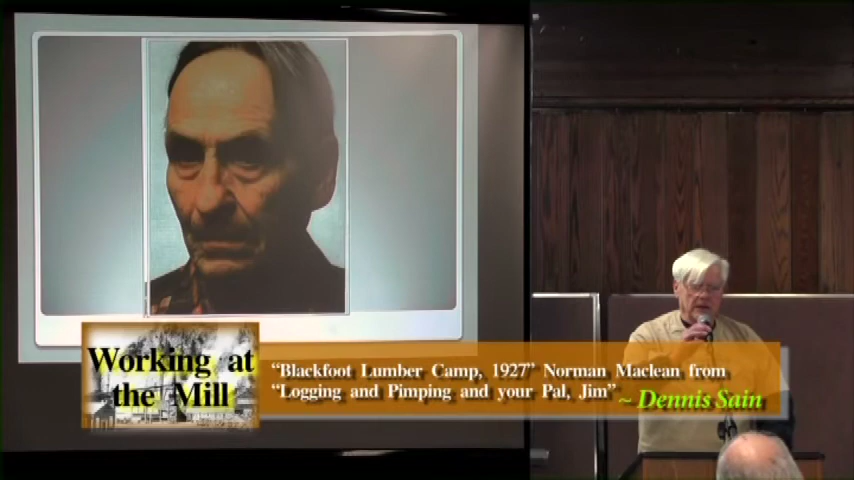 Working at
the Mill
“Blackfoot Lumber Camp, 1927” Norman Maclean from
“Logging and Pimping and your Pal, Jim”
~ Dennis Sain